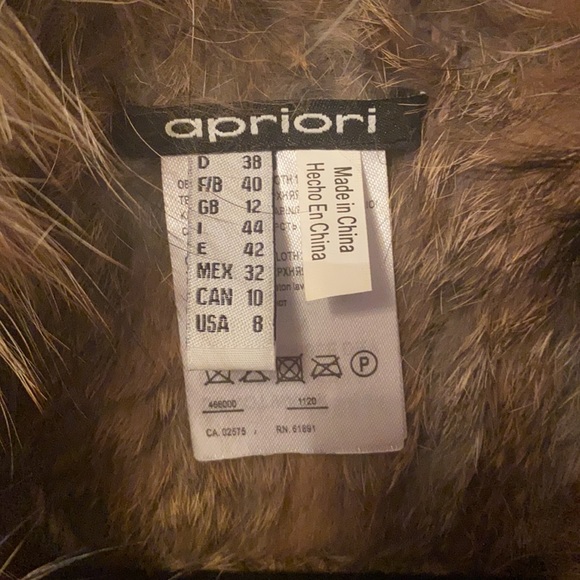 apriori
D 38
F/B 40
GB 12
I 44
E 42
MEX 32
CAN 10
USA 8
Made in China
Hecho En China
P
466000 1120
CA. 02575 RN. 61891